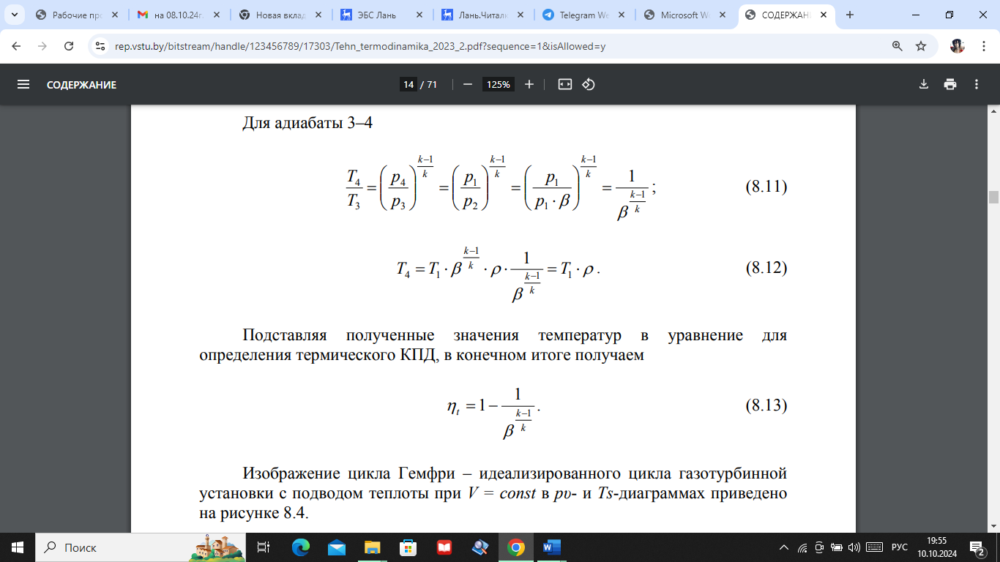 Рабочие про
на 08.10.24г.
Новая вклад
ЭБС Лань
Лань.Читалк
Telegram We
Microsoft W
СОДЕРЖАНИ
rep.vstu.by/bitstream/handle/123456789/17303/Tehn_termodinamika_2023_2.pdf?sequence=1&isAllowed=y
СОДЕРЖАНИЕ
14 / 71
125%
Для адиабаты 3–4
T₄/T₃ = (p₄/p₃)^((k−1)/k) = (p₁/p₂)^((k−1)/k) = (p₁/(p₁ · β))^((k−1)/k) = 1/β^((k−1)/k) ; (8.11)
T₄ = T₁ · β^((k−1)/k) · ρ · 1/β^((k−1)/k) = T₁ · ρ . (8.12)
Подставляя полученные значения температур в уравнение для
определения термического КПД, в конечном итоге получаем
ηₜ = 1 − 1/β^((k−1)/k) . (8.13)
Изображение цикла Гемфри – идеализированного цикла газотурбинной
установки с подводом теплоты при V = const в pυ- и Ts-диаграммах приведено
на рисунке 8.4.
Поиск
W
РУС
19:55
10.10.2024
2